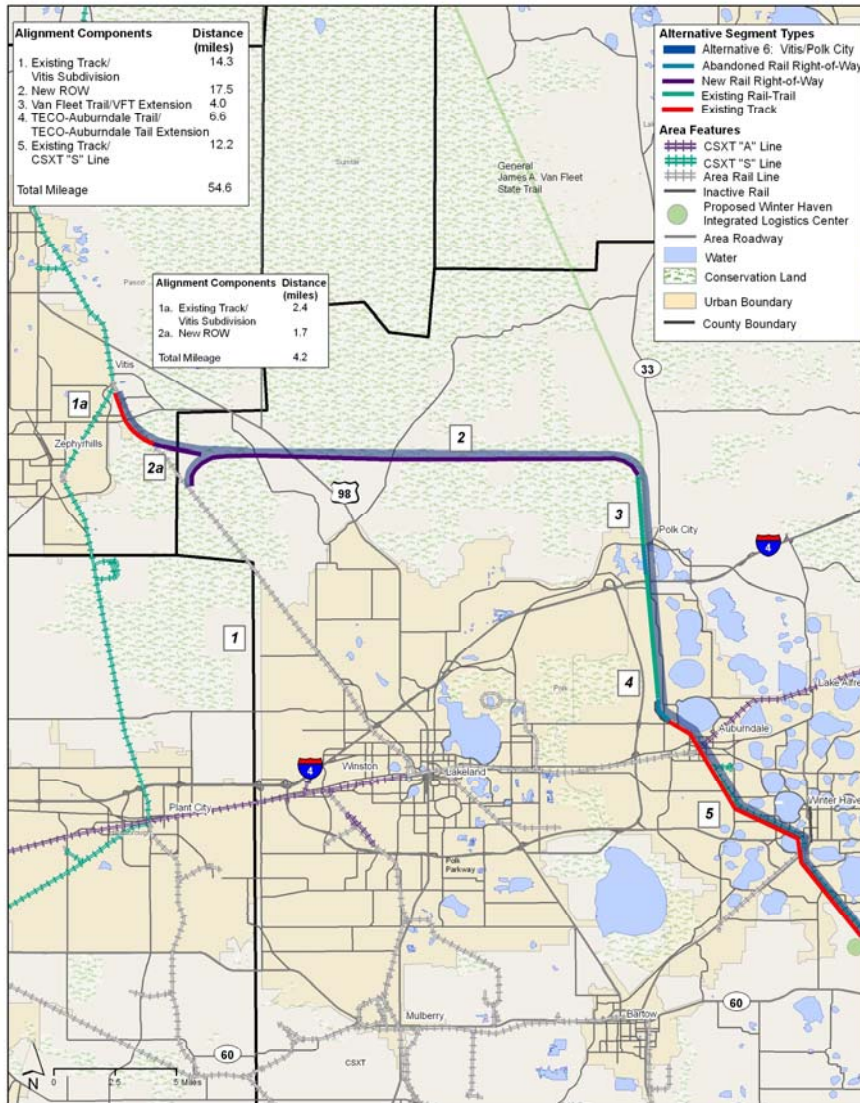 Alignment Components Distance
(miles)
1. Existing Track/ 14.3
Vitis Subdivision
2. New ROW 17.5
3. Van Fleet Trail/VFT Extension 4.0
4. TECO-Auburndale Trail/ 6.6
TECO-Auburndale Tail Extension
5. Existing Track/ 12.2
CSXT "S" Line
Total Mileage 54.6
Alternative Segment Types
Alternative 6: Vitis/Polk City
Abandoned Rail Right-of-Way
New Rail Right-of-Way
Existing Rail-Trail
Existing Track
Area Features
CSXT "A" Line
CSXT "S" Line
Area Rail Line
Inactive Rail
Proposed Winter Haven
Integrated Logistics Center
Area Roadway
Water
Conservation Land
Urban Boundary
County Boundary
Sumter
General
James A. Van Fleet
State Trail
Pasco
Alignment Components Distance
(miles)
1a. Existing Track/ 2.4
Vitis Subdivision
2a. New ROW 1.7
Total Mileage 4.2
Vitis
33
1a
Zephyrhills
2
2a
98
3
Polk City
4
1
4
Polk
Lake Alfre
Auburndale
4
Winston
Lakeland
Plant City
5
Winter Have
Polk
Parkway
Mulberry
Bartow
60
60
CSXT
N
0 2.5 5 Miles